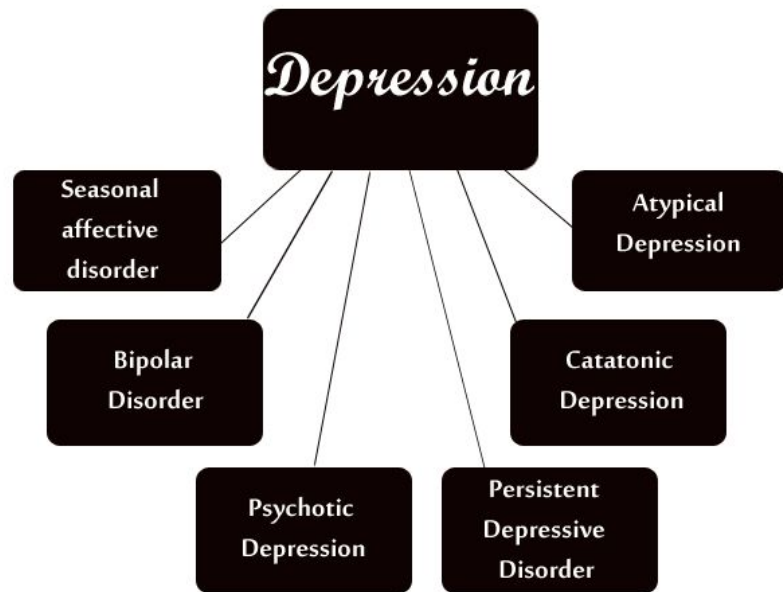 Depression
Seasonal
affective
disorder
Atypical
Depression
Bipolar
Disorder
Catatonic
Depression
Psychotic
Depression
Persistent
Depressive
Disorder